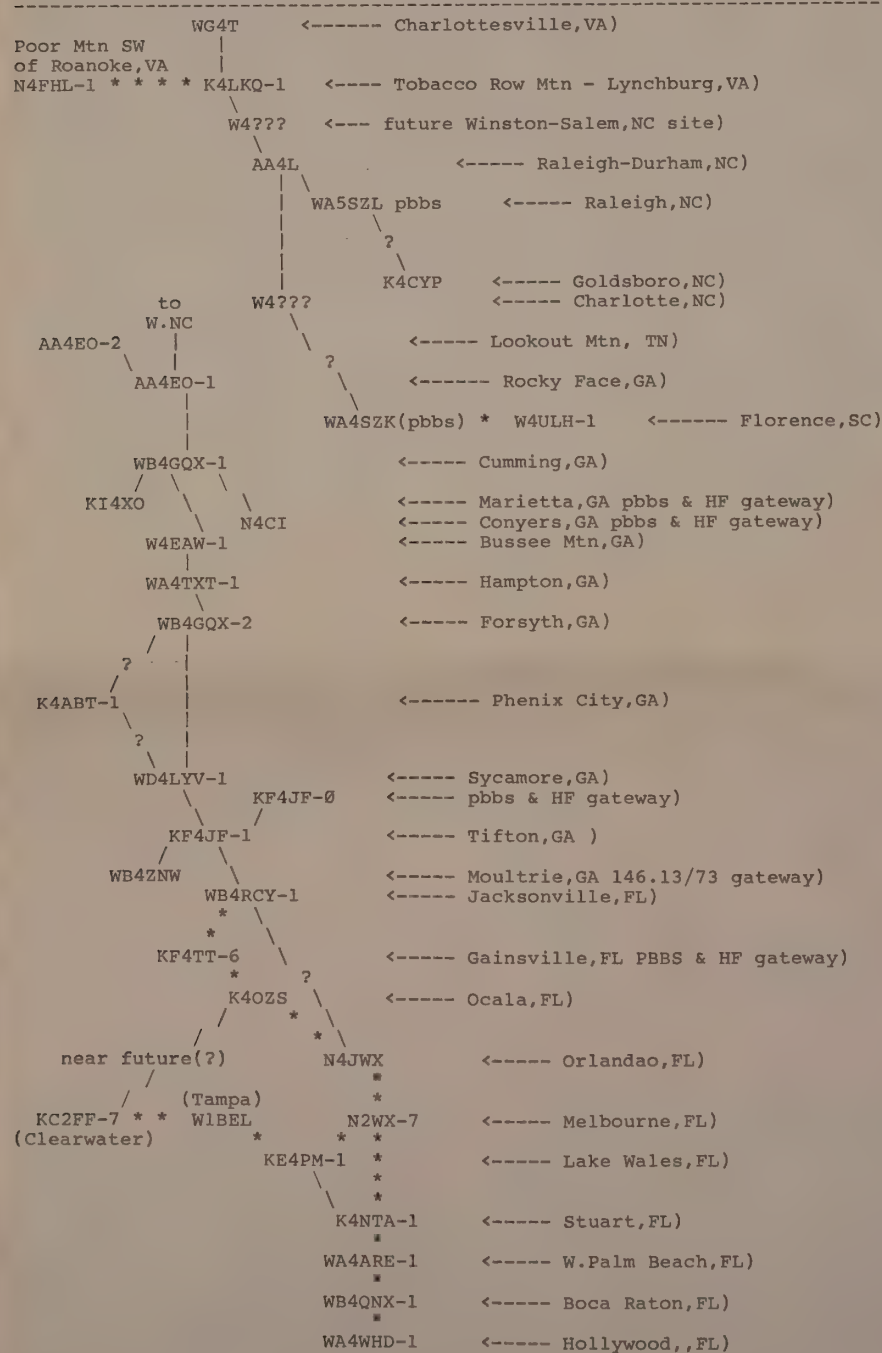 ------------------------------------------------------------------------
WG4T <------ Charlottesville,VA)
Poor Mtn SW |
of Roanoke,VA |
N4FHL-1 * * * * K4LKQ-1 <---- Tobacco Row Mtn - Lynchburg,VA)
\
W4??? <--- future Winston-Salem,NC site)
\
AA4L <----- Raleigh-Durham,NC)
| \
| WA5SZL pbbs <----- Raleigh,NC)
| \
| ?
| \
| K4CYP <----- Goldsboro,NC)
to W4??? <----- Charlotte,NC)
W.NC \
AA4EO-2 | \ <----- Lookout Mtn, TN)
\ | ?
AA4EO-1 \ <------ Rocky Face,GA)
| \
| WA4SZK(pbbs) * W4ULH-1 <------ Florence,SC)
|
WB4GQX-1 <----- Cumming,GA)
/ \ \
KI4XO \ \ <----- Marietta,GA pbbs & HF gateway)
\ N4CI <----- Conyers,GA pbbs & HF gateway)
W4EAW-1 <----- Bussee Mtn,GA)
|
WA4TXT-1 <----- Hampton,GA)
\
WB4GQX-2 <----- Forsyth,GA)
/ |
? |
/ |
K4ABT-1 | <------ Phenix City,GA)
\ |
? |
\ |
WD4LYV-1 <----- Sycamore,GA)
\ KF4JF-Ø <----- pbbs & HF gateway)
\ /
KF4JF-1 <----- Tifton,GA )
/ \
WB4ZNW \ <----- Moultrie,GA 146.13/73 gateway)
WB4RCY-1 <----- Jacksonville,FL)
* \
* \
KF4TT-6 \ <----- Gainsville,FL PBBS & HF gateway)
* ?
K4OZS \ <----- Ocala,FL)
/ * \
/ * \
near future(?) N4JWX <----- Orlandao,FL)
/ *
/ (Tampa) *
KC2FF-7 * * W1BEL N2WX-7 <----- Melbourne,FL)
(Clearwater) * * *
KE4PM-1 * <----- Lake Wales,FL)
\ *
\ *
K4NTA-1 <----- Stuart,FL)
*
WA4ARE-1 <----- W.Palm Beach,FL)
*
WB4QNX-1 <----- Boca Raton,FL)
*
WA4WHD-1 <----- Hollywood,,FL)